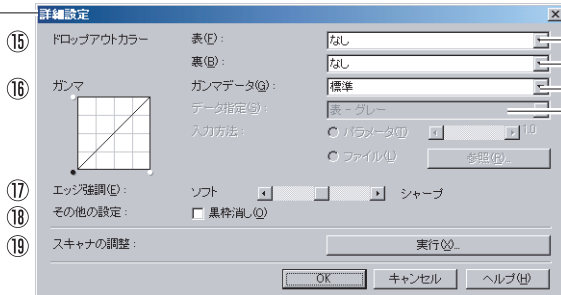 詳細設定
⑮ ドロップアウトカラー 表(F): なし
裏(B): なし
⑯ ガンマ ガンマデータ(G): 標準
データ指定(S): 表 - グレー
入力方法: パラメータ(T) 1.0
ファイル(L) 参照(R)...
⑰ エッジ強調(E): ソフト シャープ
⑱ その他の設定: 黒枠消し(O)
⑲ スキャナの調整: 実行(X)...
OK キャンセル ヘルプ(H)